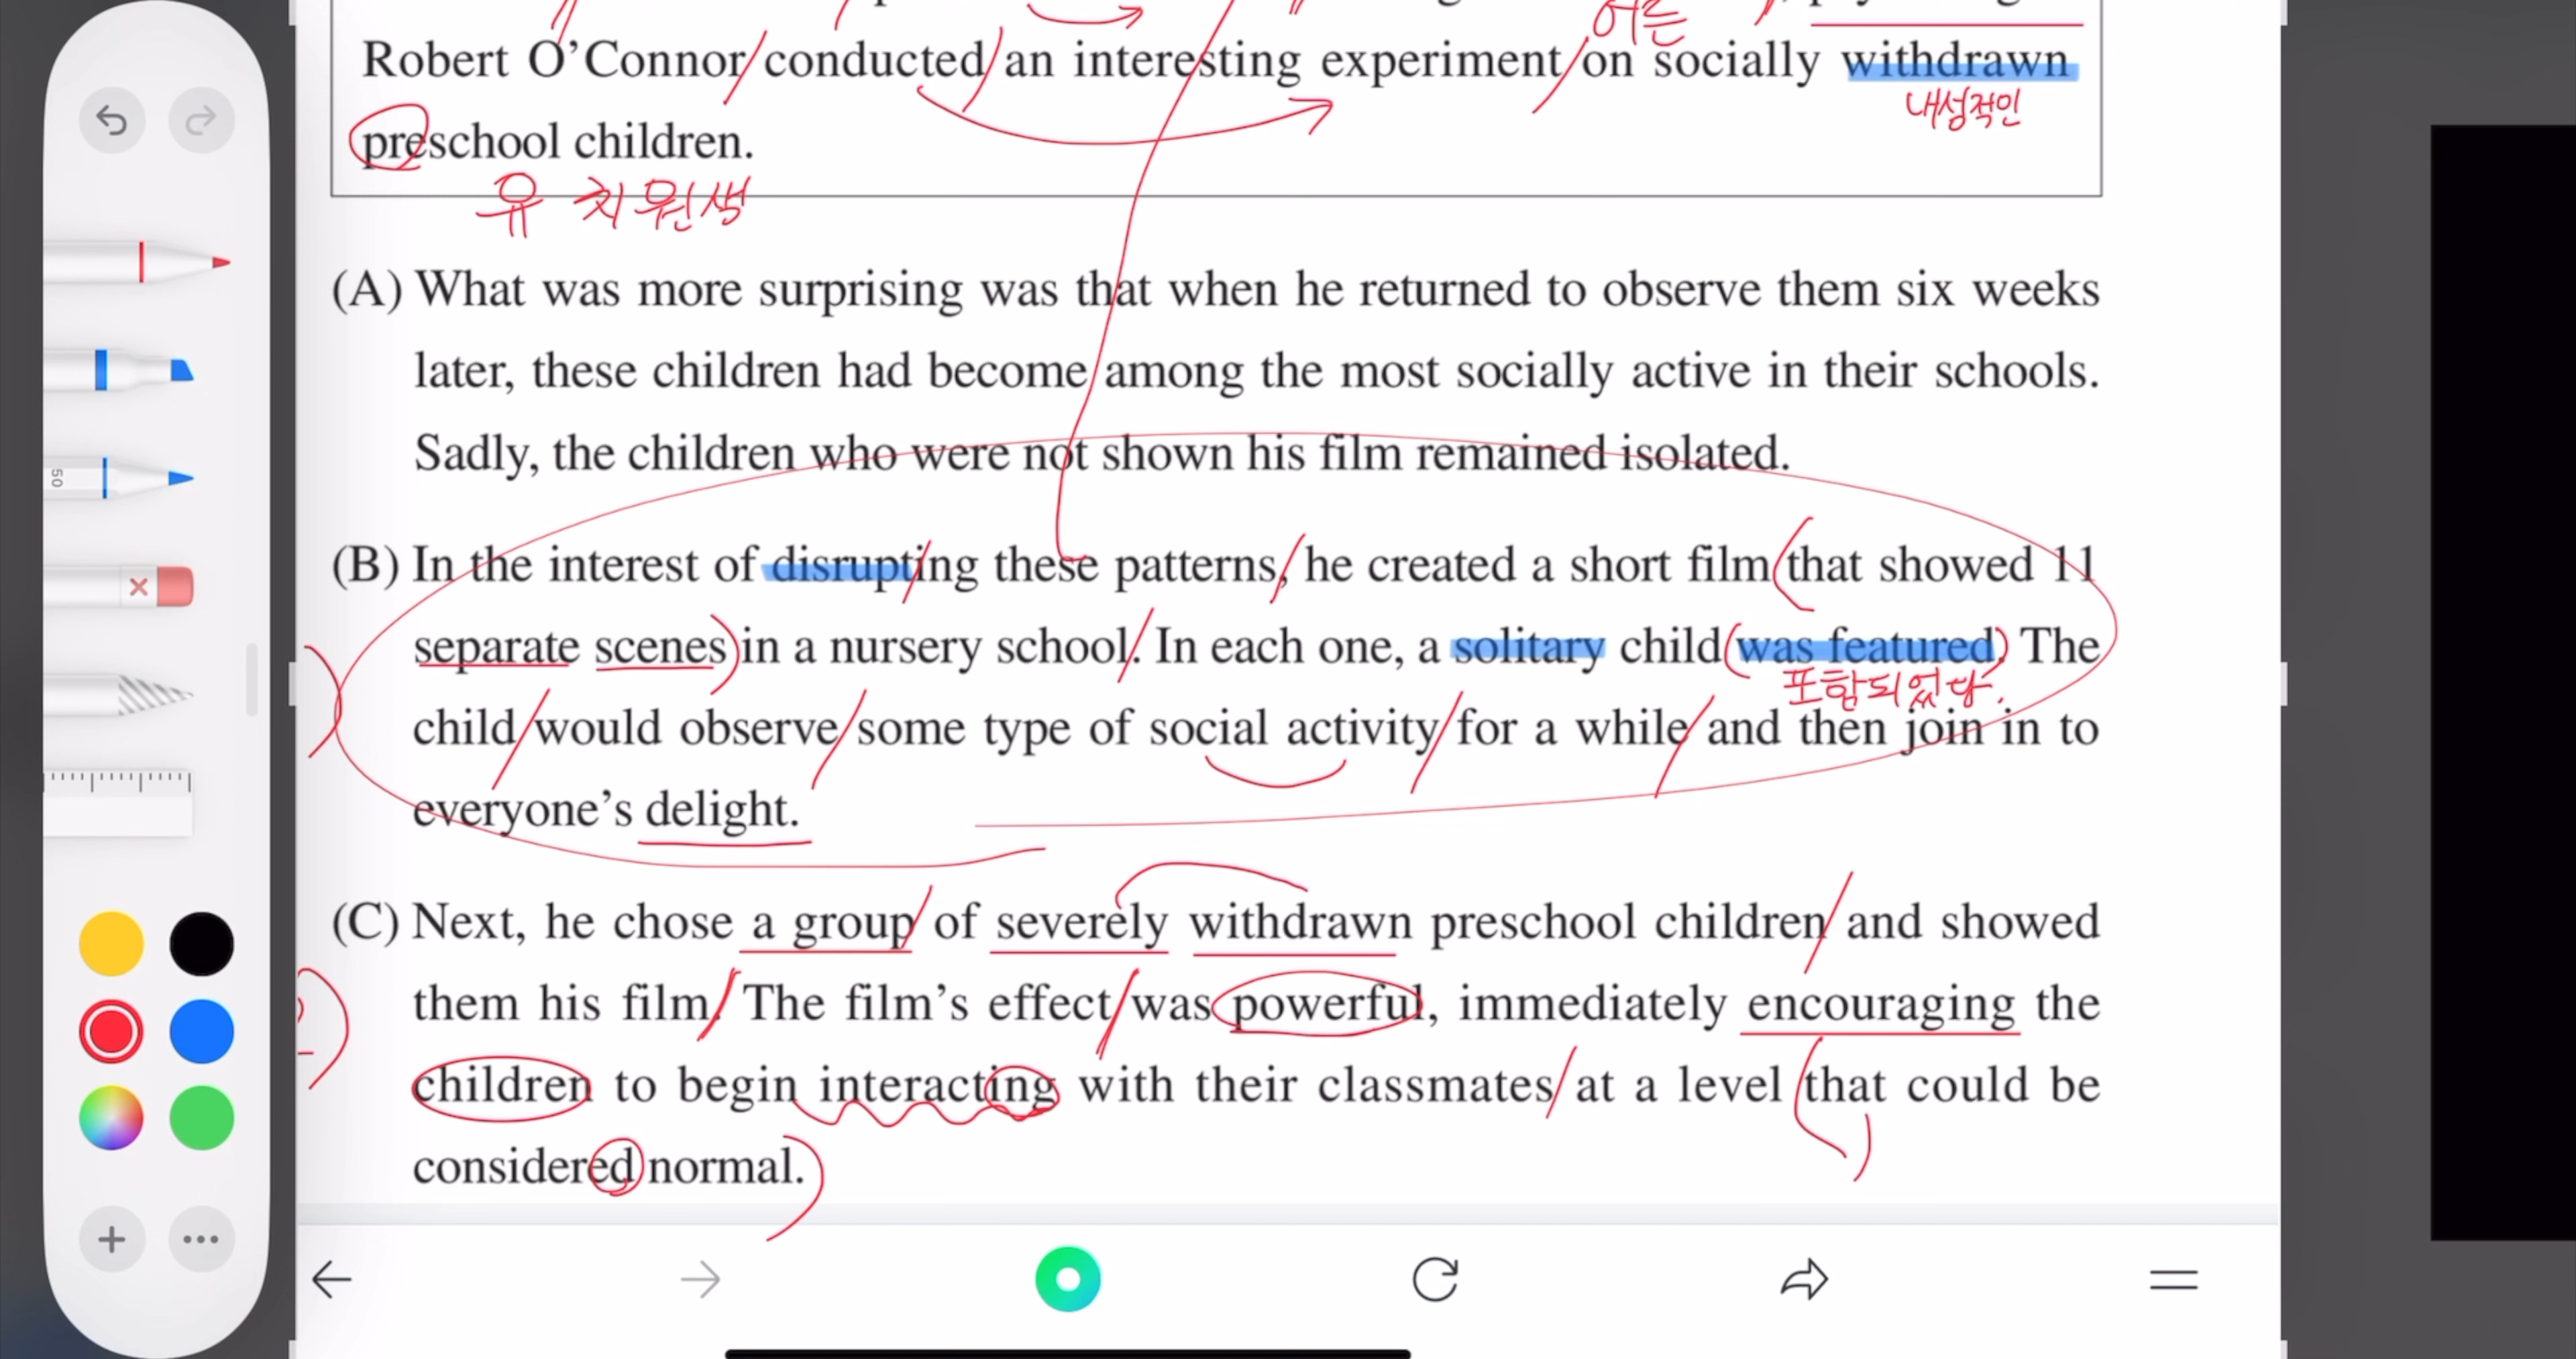 어른
Robert O’Connor conducted an interesting experiment on socially withdrawn
내성적인
preschool children.
유치원생
(A) What was more surprising was that when he returned to observe them six weeks
later, these children had become among the most socially active in their schools.
Sadly, the children who were not shown his film remained isolated.
(B) In the interest of disrupting these patterns, he created a short film that showed 11
separate scenes in a nursery school. In each one, a solitary child was featured. The
포함되었다.
child would observe some type of social activity for a while and then join in to
everyone’s delight.
(C) Next, he chose a group of severely withdrawn preschool children and showed
them his film. The film’s effect was powerful, immediately encouraging the
children to begin interacting with their classmates at a level that could be
considered normal.
50